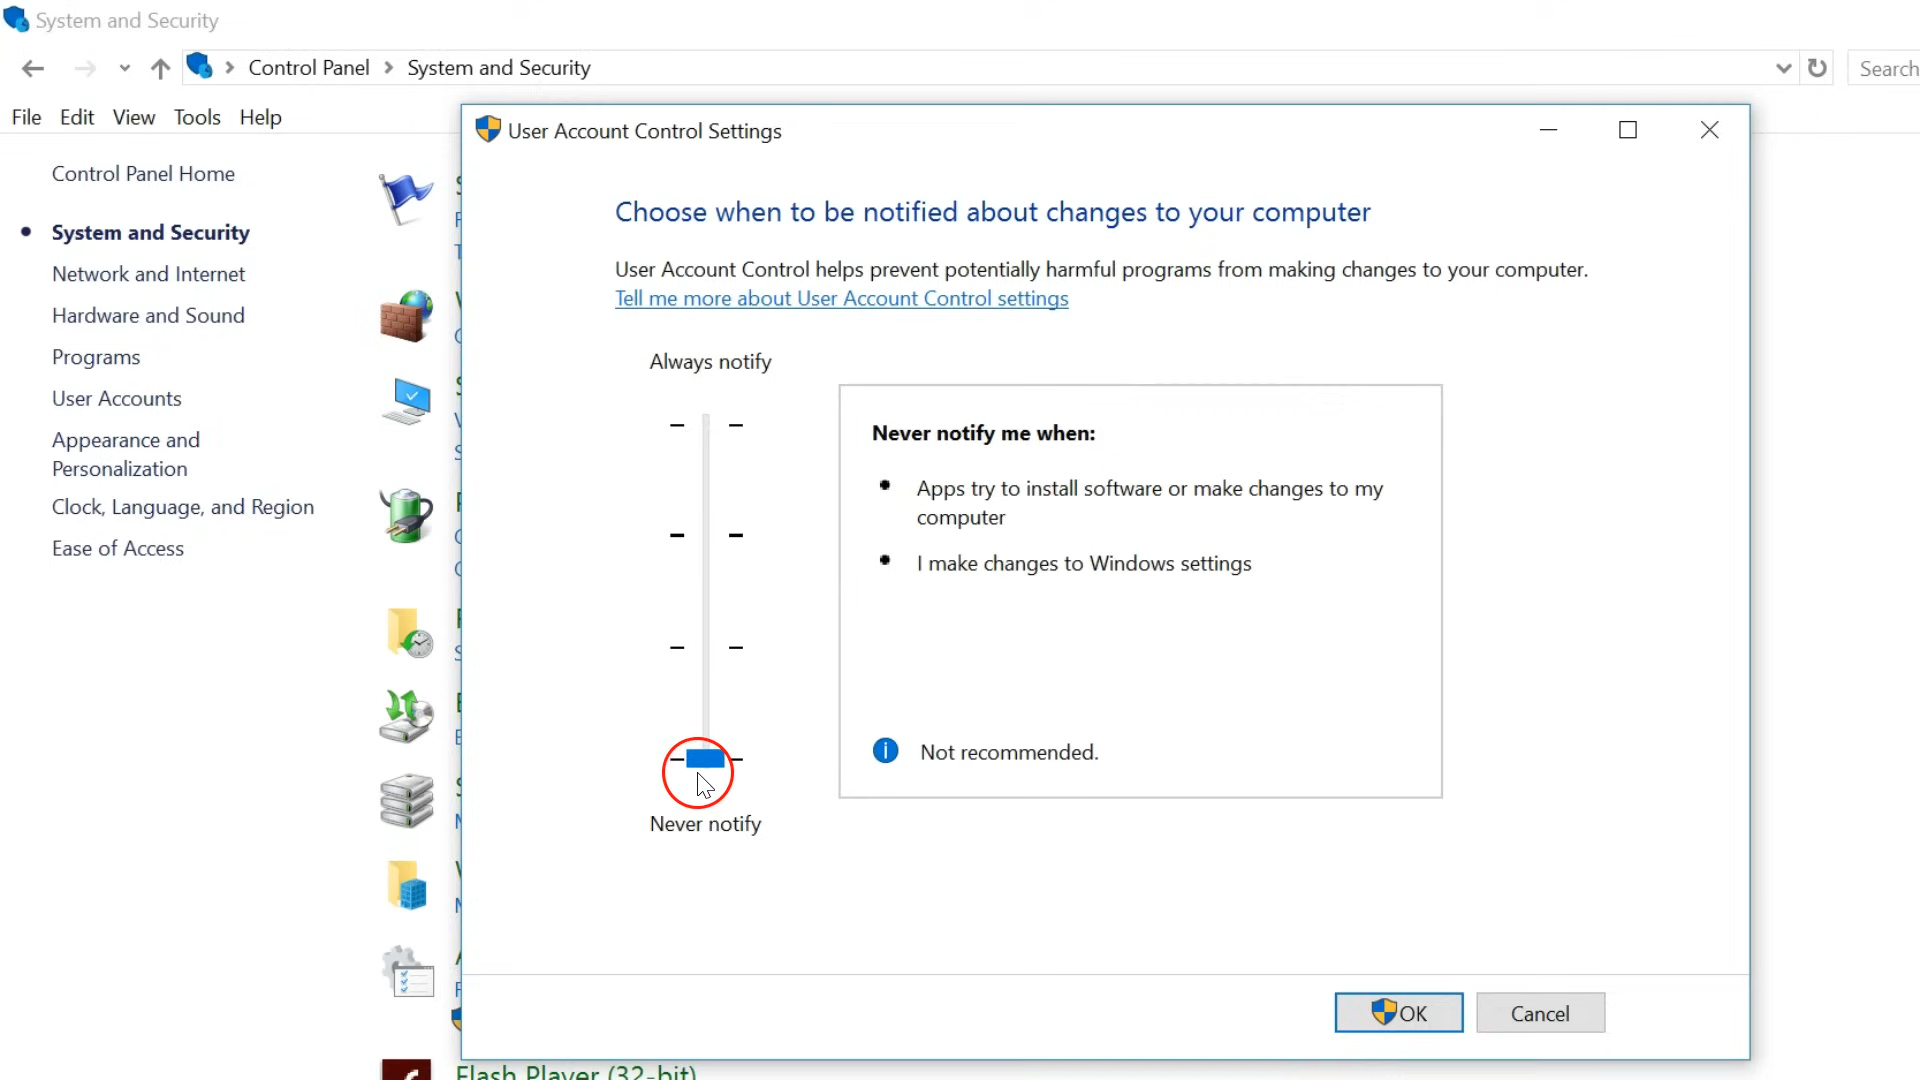 System and Security
Control Panel
System and Security
Search
File Edit View Tools Help
User Account Control Settings
Control Panel Home
System and Security
Network and Internet
Hardware and Sound
Programs
User Accounts
Appearance and
Personalization
Clock, Language, and Region
Ease of Access
Choose when to be notified about changes to your computer
User Account Control helps prevent potentially harmful programs from making changes to your computer.
Tell me more about User Account Control settings
Always notify
Never notify me when:
Apps try to install software or make changes to my
computer
I make changes to Windows settings
Not recommended.
Never notify
OK
Cancel
Flash Player (32-bit)